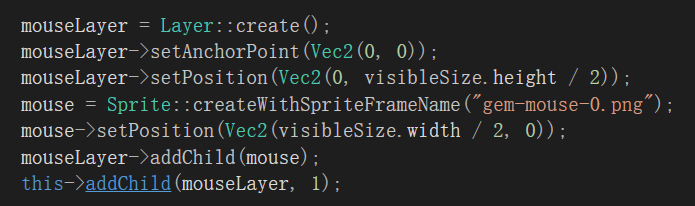 mouseLayer = Layer::create();
mouseLayer->setAnchorPoint(Vec2(0, 0));
mouseLayer->setPosition(Vec2(0, visibleSize.height / 2));
mouse = Sprite::createWithSpriteFrameName("gem-mouse-0.png");
mouse->setPosition(Vec2(visibleSize.width / 2, 0));
mouseLayer->addChild(mouse);
this->addChild(mouseLayer, 1);